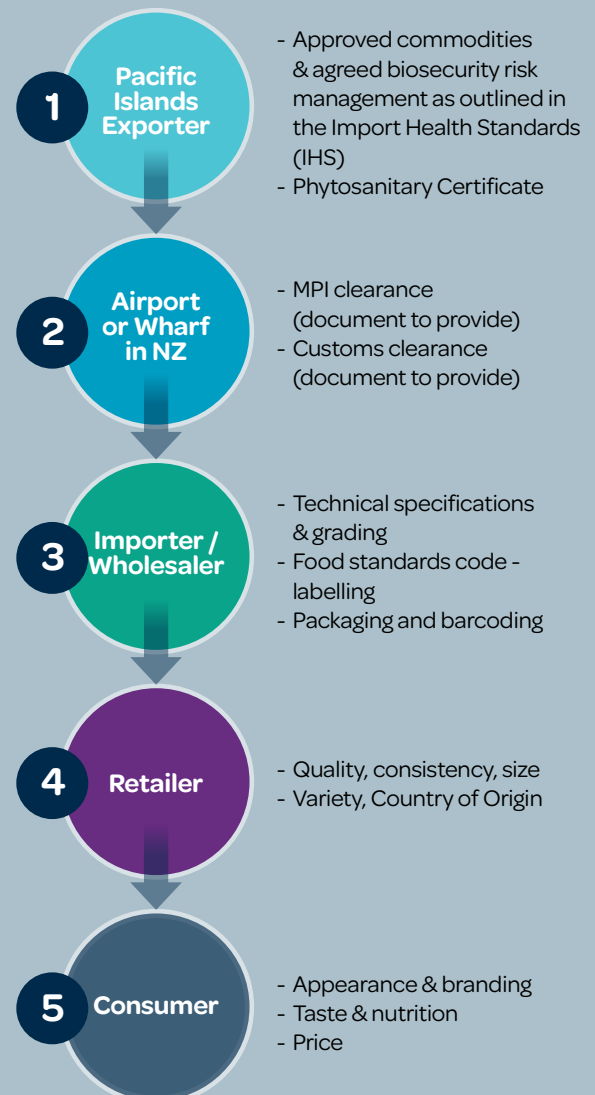 1
Pacific
Islands
Exporter
- Approved commodities
& agreed biosecurity risk
management as outlined in
the Import Health Standards
(IHS)
- Phytosanitary Certificate
2
Airport
or Wharf
in NZ
- MPI clearance
(document to provide)
- Customs clearance
(document to provide)
3
Importer /
Wholesaler
- Technical specifications
& grading
- Food standards code -
labelling
- Packaging and barcoding
4
Retailer
- Quality, consistency, size
- Variety, Country of Origin
5
Consumer
- Appearance & branding
- Taste & nutrition
- Price